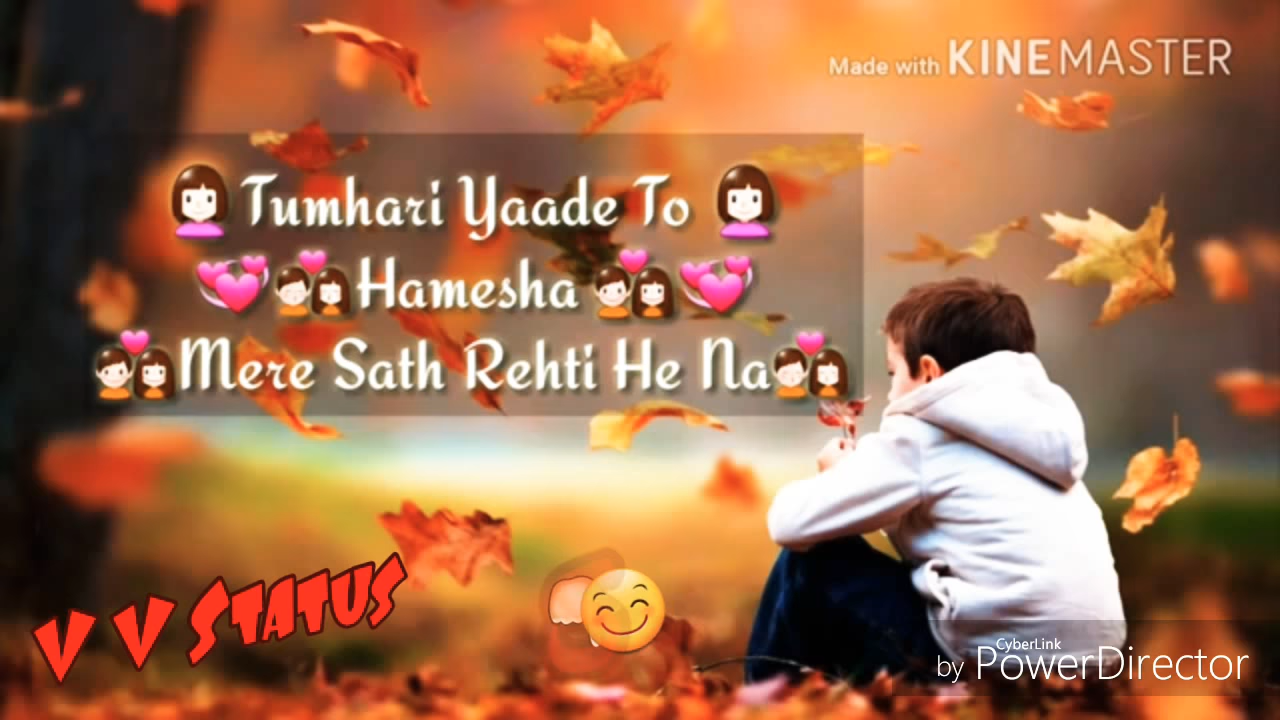 Made with KINEMASTER
Tumhari Yaade To
Hamesha
Mere Sath Rehti He Na
V V STATUS
CyberLink
by PowerDirector